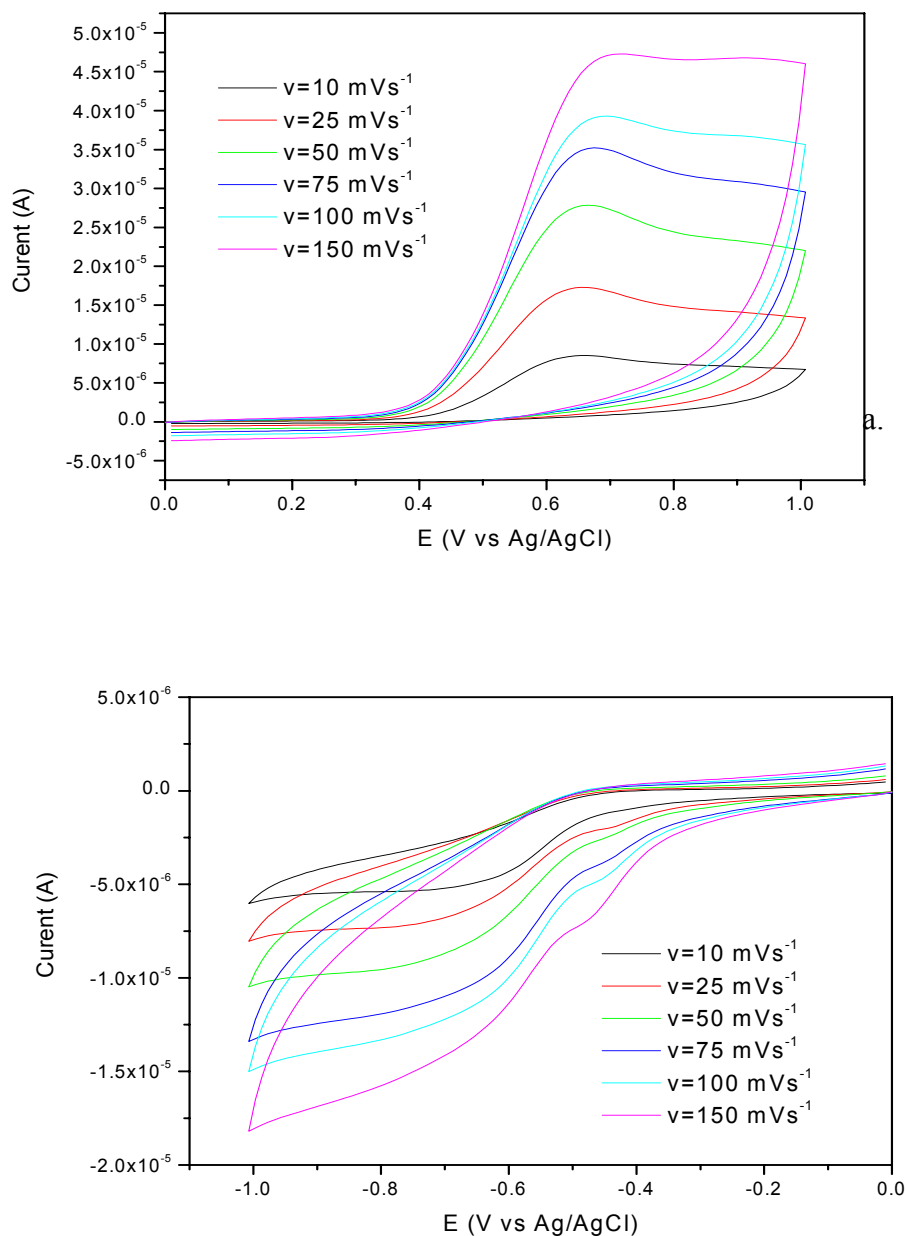 5.0x10⁻⁵
4.5x10⁻⁵
4.0x10⁻⁵
3.5x10⁻⁵
3.0x10⁻⁵
2.5x10⁻⁵
2.0x10⁻⁵
1.5x10⁻⁵
1.0x10⁻⁵
5.0x10⁻⁶
0.0
-5.0x10⁻⁶
Curent (A)
v=10 mVs⁻¹
v=25 mVs⁻¹
v=50 mVs⁻¹
v=75 mVs⁻¹
v=100 mVs⁻¹
v=150 mVs⁻¹
a.
0.0 0.2 0.4 0.6 0.8 1.0
E (V vs Ag/AgCl)
5.0x10⁻⁶
0.0
-5.0x10⁻⁶
-1.0x10⁻⁵
-1.5x10⁻⁵
-2.0x10⁻⁵
Curent (A)
v=10 mVs⁻¹
v=25 mVs⁻¹
v=50 mVs⁻¹
v=75 mVs⁻¹
v=100 mVs⁻¹
v=150 mVs⁻¹
-1.0 -0.8 -0.6 -0.4 -0.2 0.0
E (V vs Ag/AgCl)